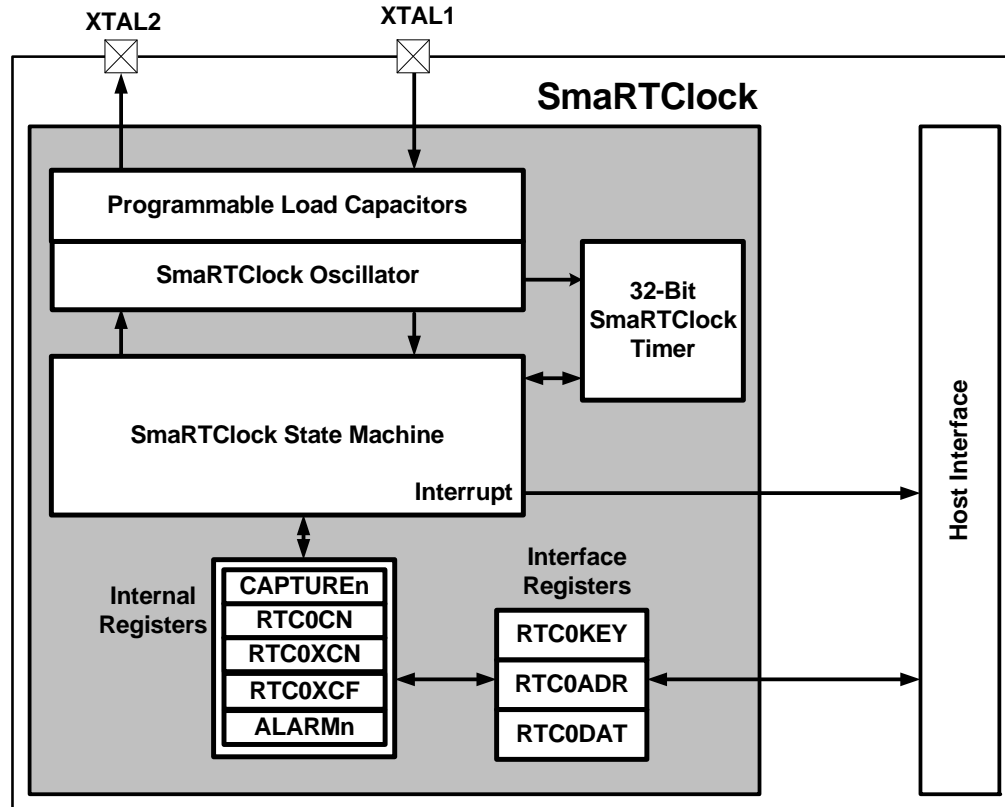 XTAL2
XTAL1
SmaRTClock
Programmable Load Capacitors
SmaRTClock Oscillator
32-Bit
SmaRTClock
Timer
SmaRTClock State Machine
Interrupt
Host Interface
Internal
Registers
CAPTUREn
RTC0CN
RTC0XCN
RTC0XCF
ALARMn
Interface
Registers
RTC0KEY
RTC0ADR
RTC0DAT